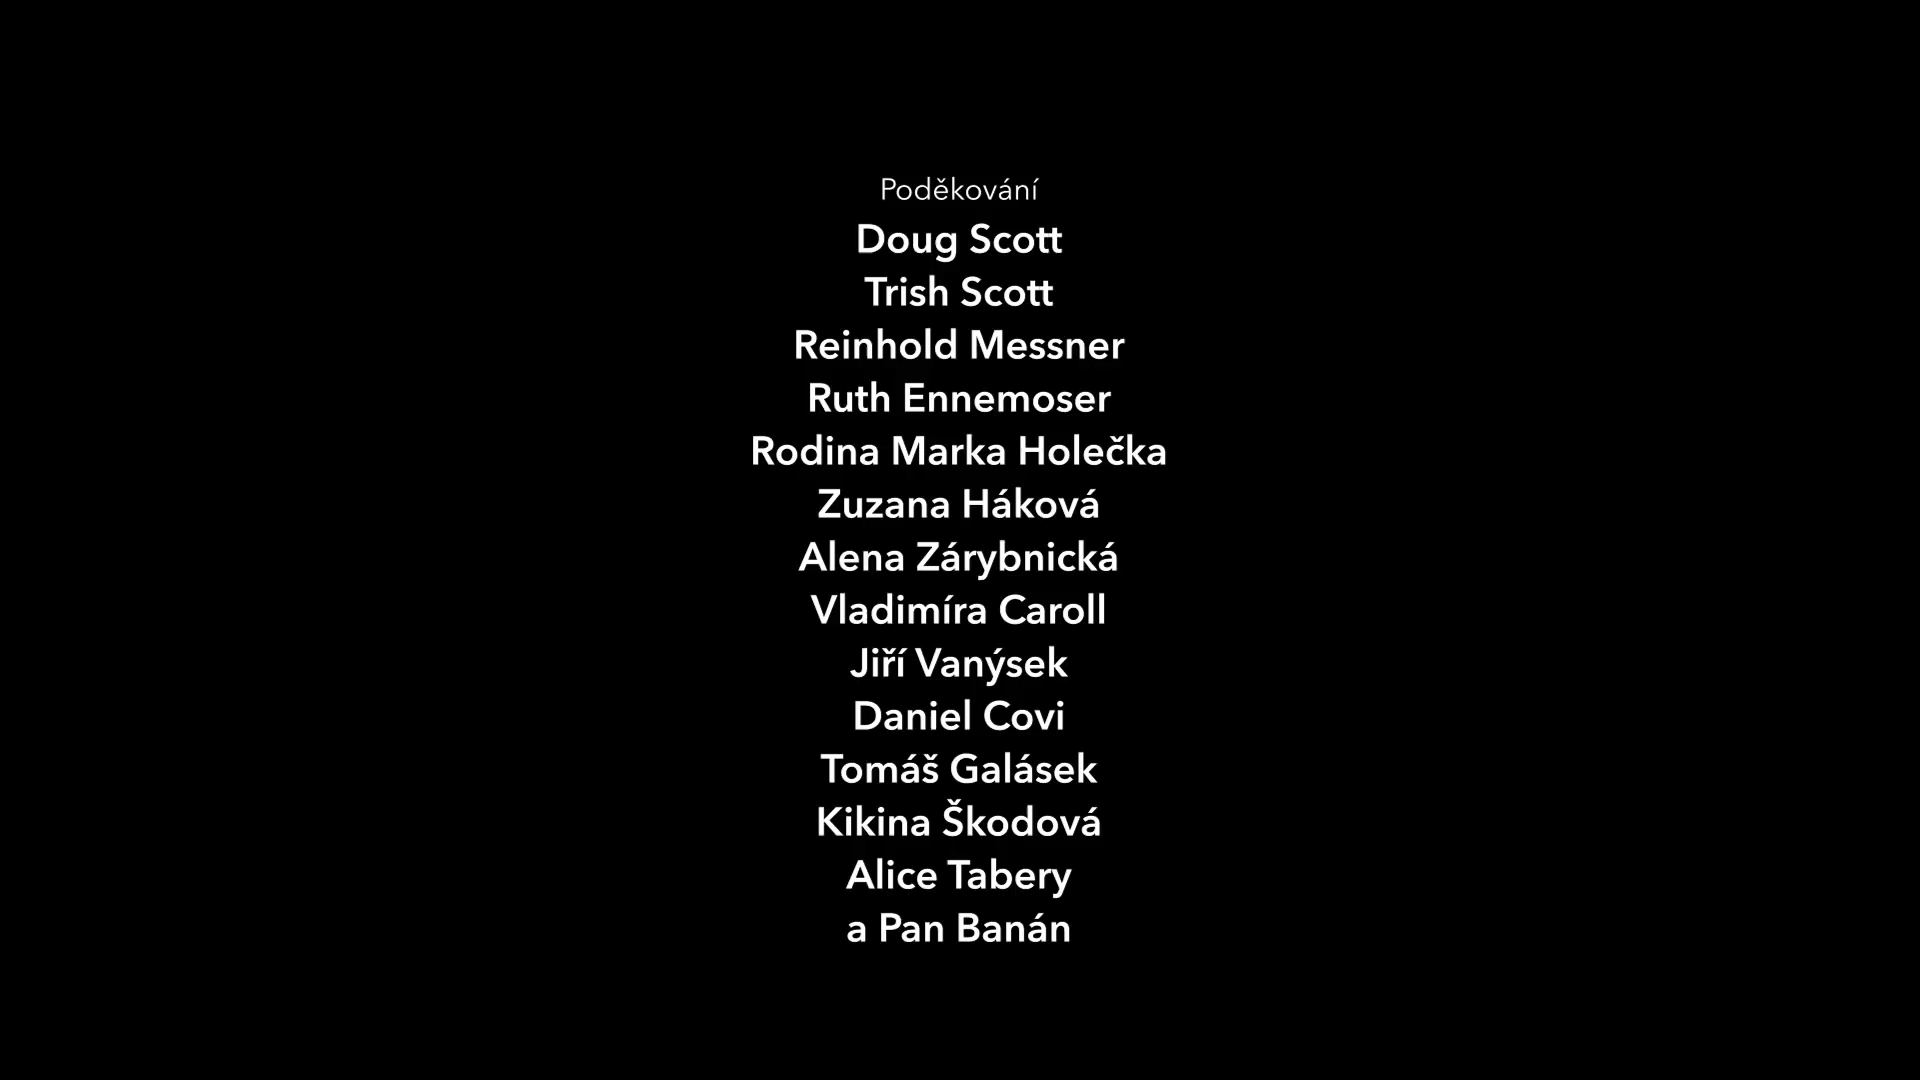 Poděkování
Doug Scott
Trish Scott
Reinhold Messner
Ruth Ennemoser
Rodina Marka Holečka
Zuzana Háková
Alena Zárybnická
Vladimíra Caroll
Jiří Vanýsek
Daniel Covi
Tomáš Galásek
Kikina Škodová
Alice Tabery
a Pan Banán